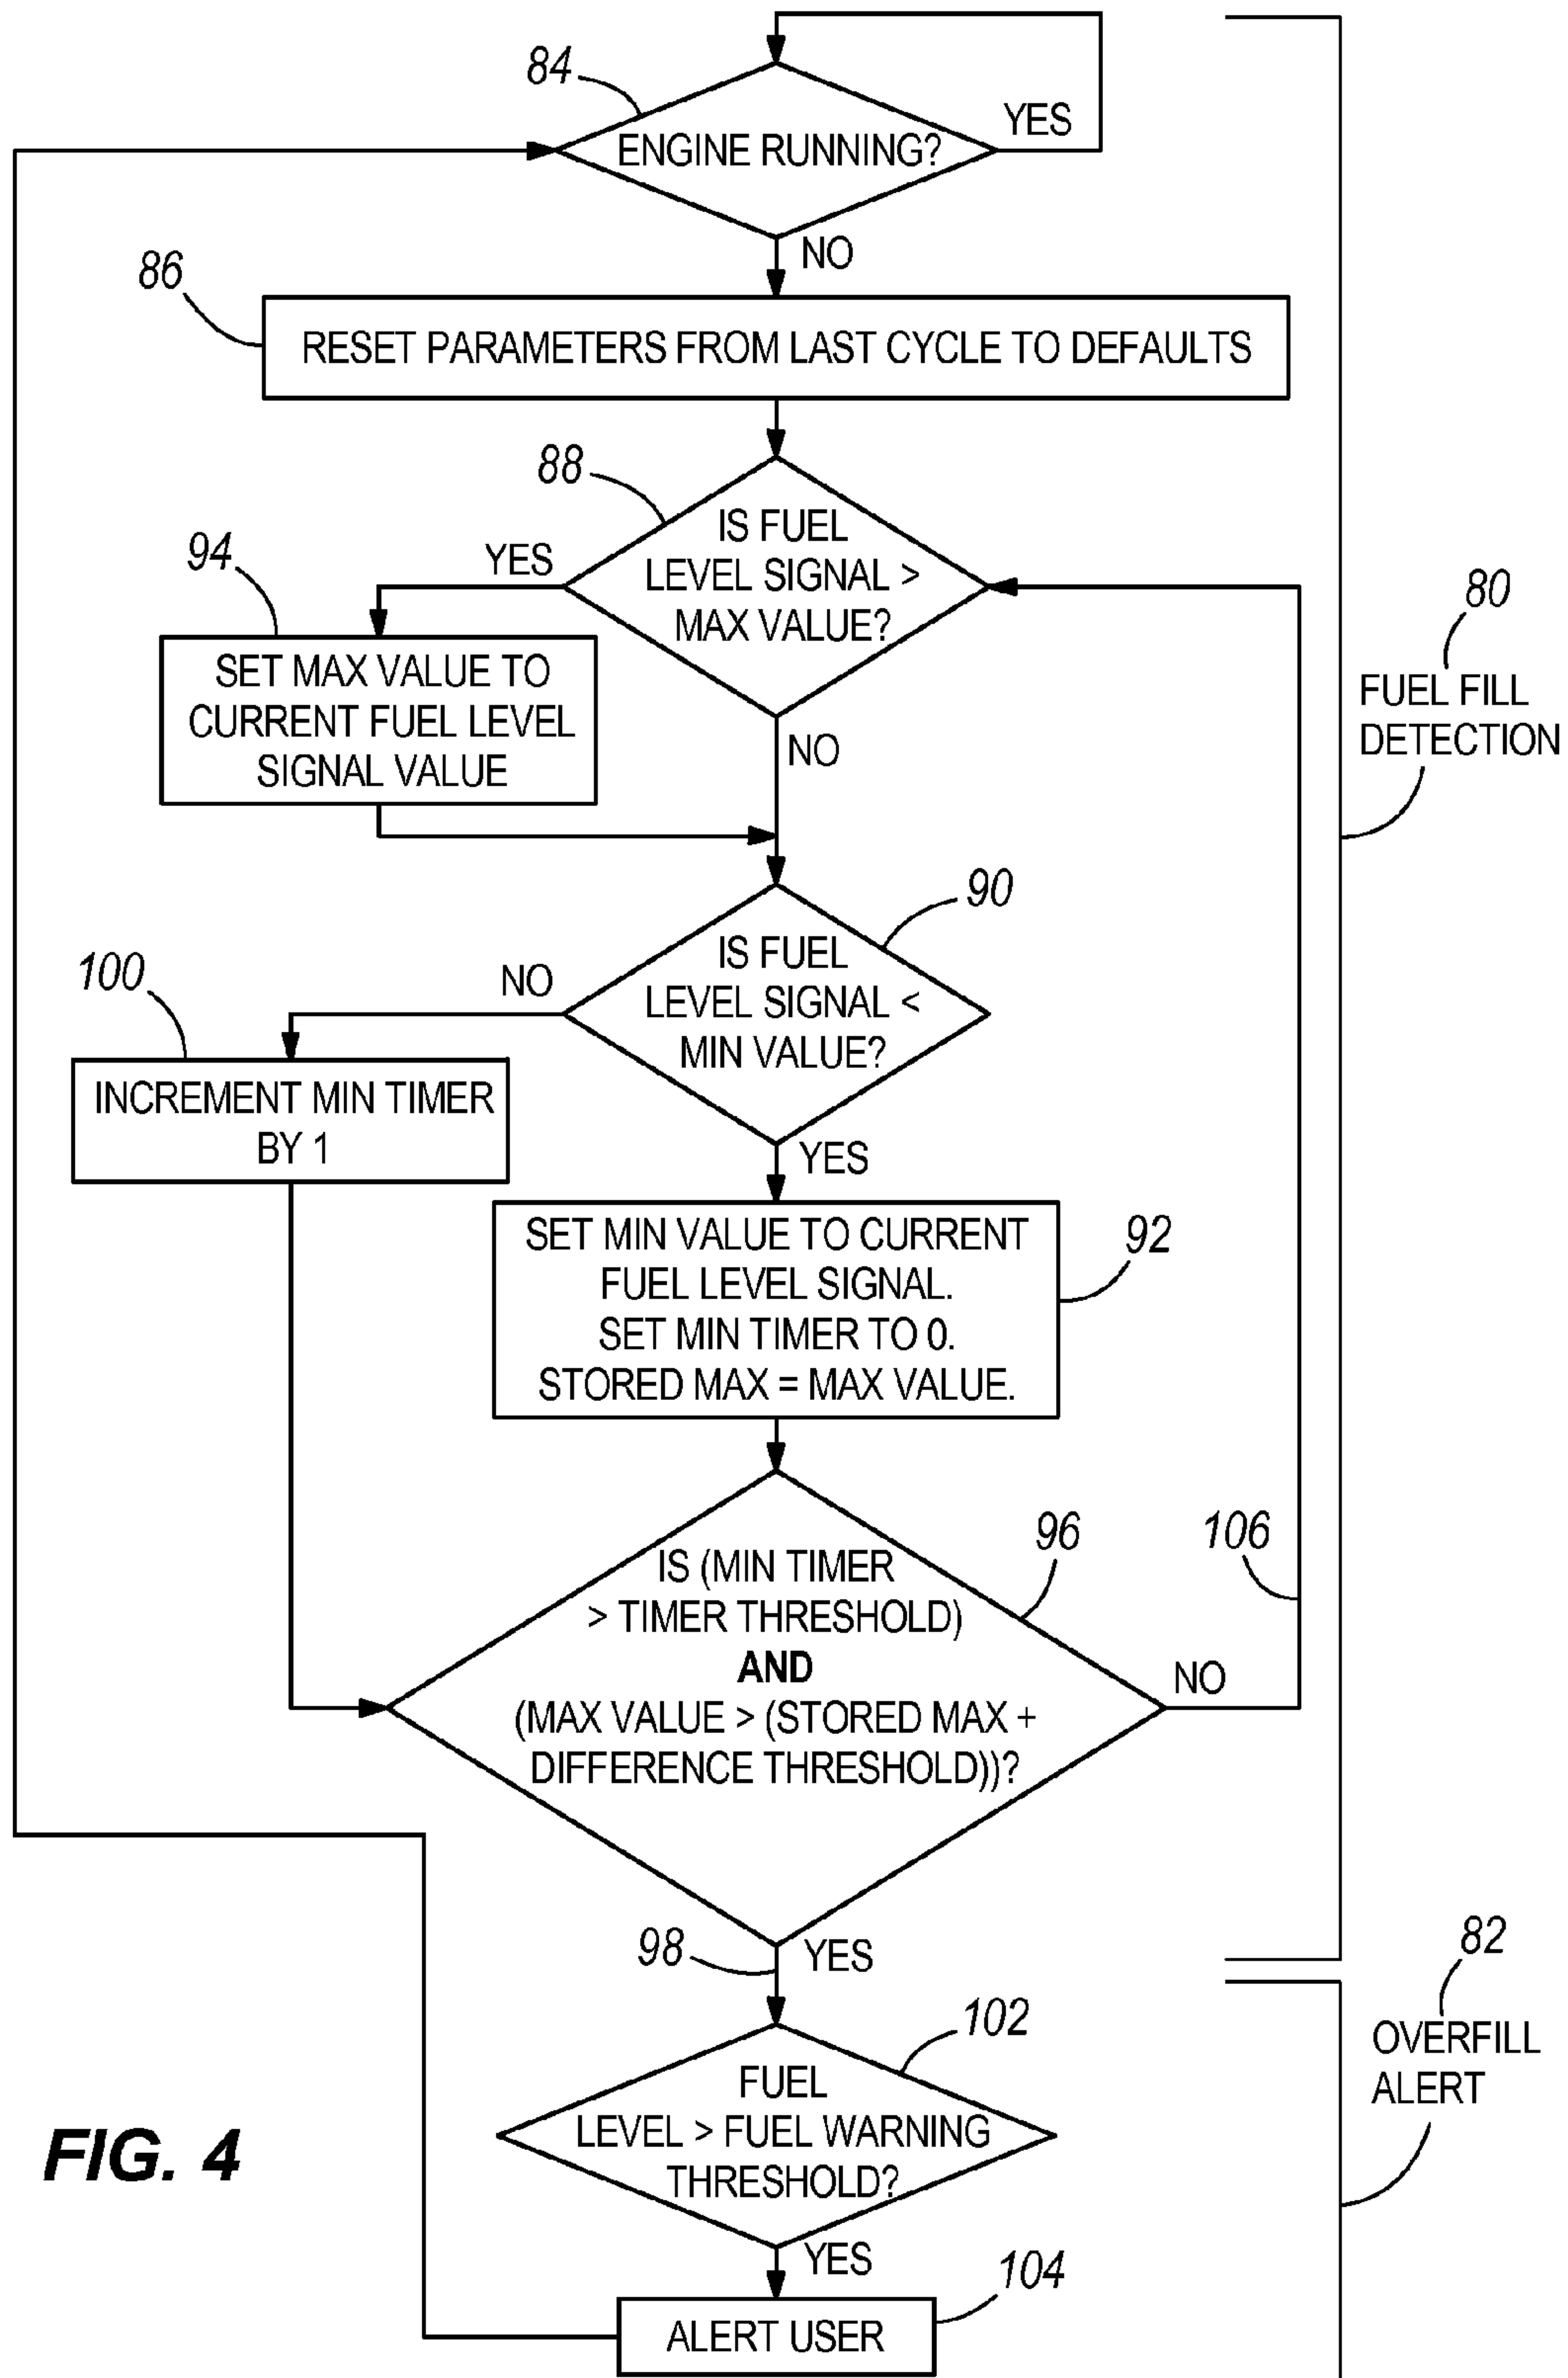 84
YES
ENGINE RUNNING?
NO
86
RESET PARAMETERS FROM LAST CYCLE TO DEFAULTS
88
IS FUEL
LEVEL SIGNAL >
MAX VALUE?
YES
94
SET MAX VALUE TO
CURRENT FUEL LEVEL
SIGNAL VALUE
NO
80
FUEL FILL
DETECTION
90
IS FUEL
LEVEL SIGNAL <
MIN VALUE?
NO
100
INCREMENT MIN TIMER
BY 1
YES
SET MIN VALUE TO CURRENT
FUEL LEVEL SIGNAL.
SET MIN TIMER TO 0.
STORED MAX = MAX VALUE.
92
96
106
IS (MIN TIMER
> TIMER THRESHOLD)
AND
(MAX VALUE > (STORED MAX +
DIFFERENCE THRESHOLD))?
NO
98
YES
82
OVERFILL
ALERT
102
FUEL
LEVEL > FUEL WARNING
THRESHOLD?
YES
104
ALERT USER
FIG. 4